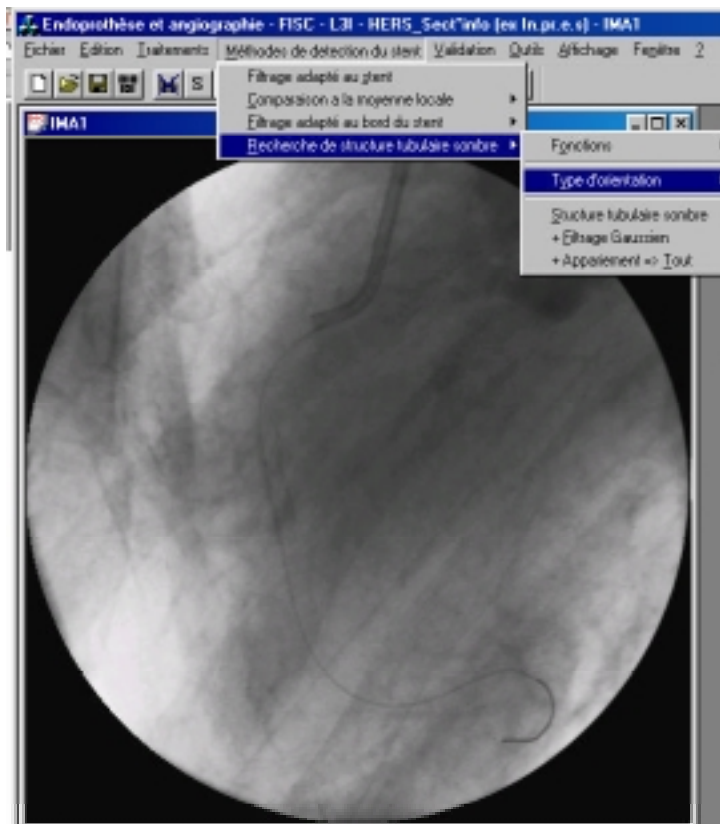 Endoprothèse et angiographie - FISC - L3I - HERS_Sect"info (ex In.pr.e.s) - IMA1
Fichier Edition Traitements Méthodes de détection du stent Validation Outils Affichage Fenêtre ?
S
Filtrage adapté au stent
Comparaison a la moyenne locale
Filtrage adapté au bord du stent
Recherche de structure tubulaire sombre
IMA1
Fonctions
Type d'orientation
Stucture tubulaire sombre
+ Filtrage Gaussien
+ Appariement => Tout